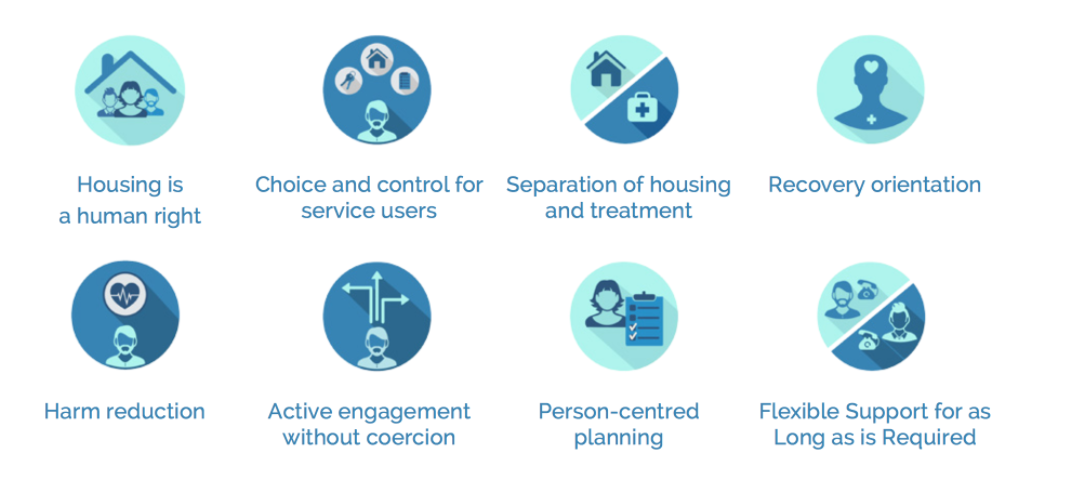 Housing is
a human right
Choice and control for
service users
Separation of housing
and treatment
Recovery orientation
Harm reduction
Active engagement
without coercion
Person-centred
planning
Flexible Support for as
Long as is Required